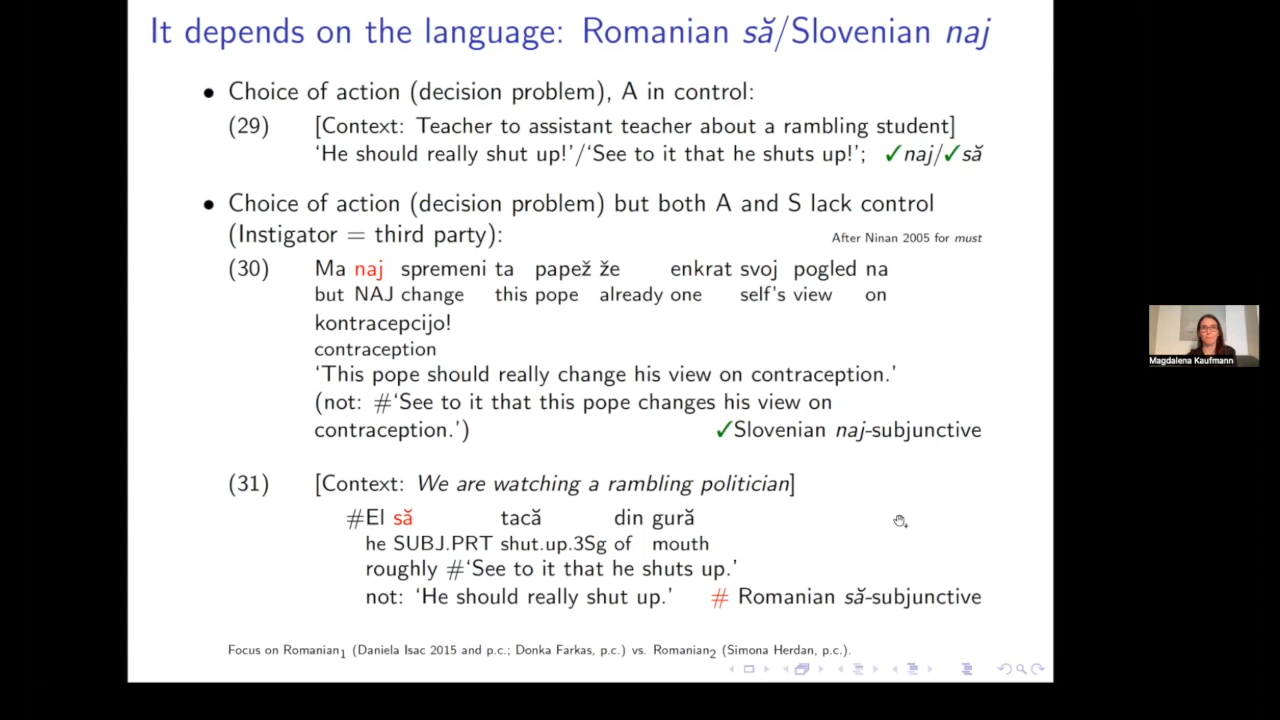 It depends on the language: Romanian să/Slovenian naj
• Choice of action (decision problem), A in control:
(29) [Context: Teacher to assistant teacher about a rambling student]
‘He should really shut up!’/‘See to it that he shuts up!’; ✓naj/✓să
• Choice of action (decision problem) but both A and S lack control
(Instigator = third party): After Ninan 2005 for must
(30) Ma naj spremeni ta papež že enkrat svoj pogled na
but NAJ change this pope already one self’s view on
kontracepcijo!
contraception
‘This pope should really change his view on contraception.’
(not: #‘See to it that this pope changes his view on
contraception.’) ✓Slovenian naj-subjunctive
(31) [Context: We are watching a rambling politician]
#El să tacă din gură
he SUBJ.PRT shut.up.3Sg of mouth
roughly #‘See to it that he shuts up.’
not: ‘He should really shut up.’ # Romanian să-subjunctive
Focus on Romanian1 (Daniela Isac 2015 and p.c.; Donka Farkas, p.c.) vs. Romanian2 (Simona Herdan, p.c.).
Magdalena Kaufmann